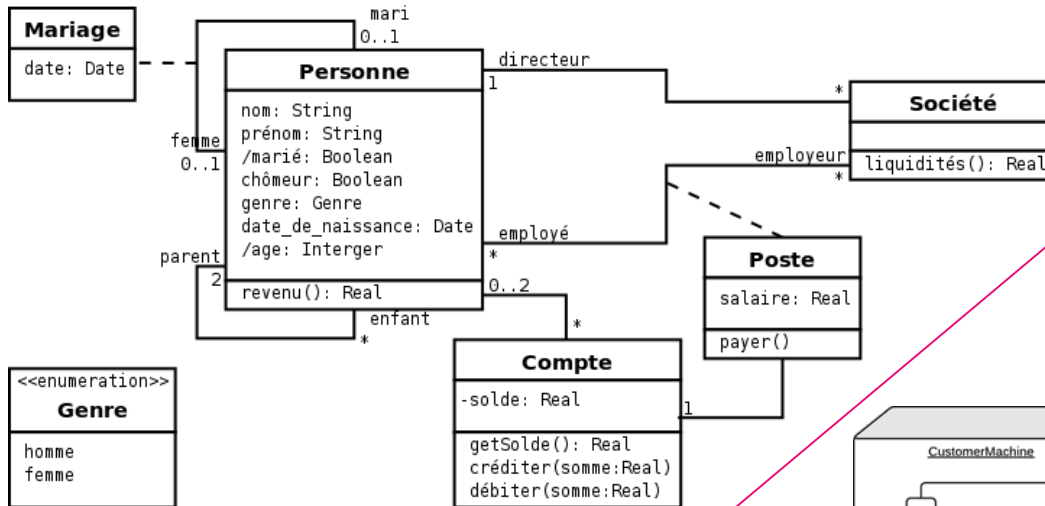 Mariage
date: Date
mari
0..1
femme
0..1
Personne
nom: String
prénom: String
/marié: Boolean
chômeur: Boolean
genre: Genre
date_de_naissance: Date
/age: Interger
revenu(): Real
directeur
1
*
Société
liquidités(): Real
employeur
*
employé
*
parent
2
enfant
*
0..2
*
Poste
salaire: Real
payer()
Compte
-solde: Real
getSolde(): Real
créditer(somme:Real)
débiter(somme:Real)
1
<<enumeration>>
Genre
homme
femme
CustomerMachine